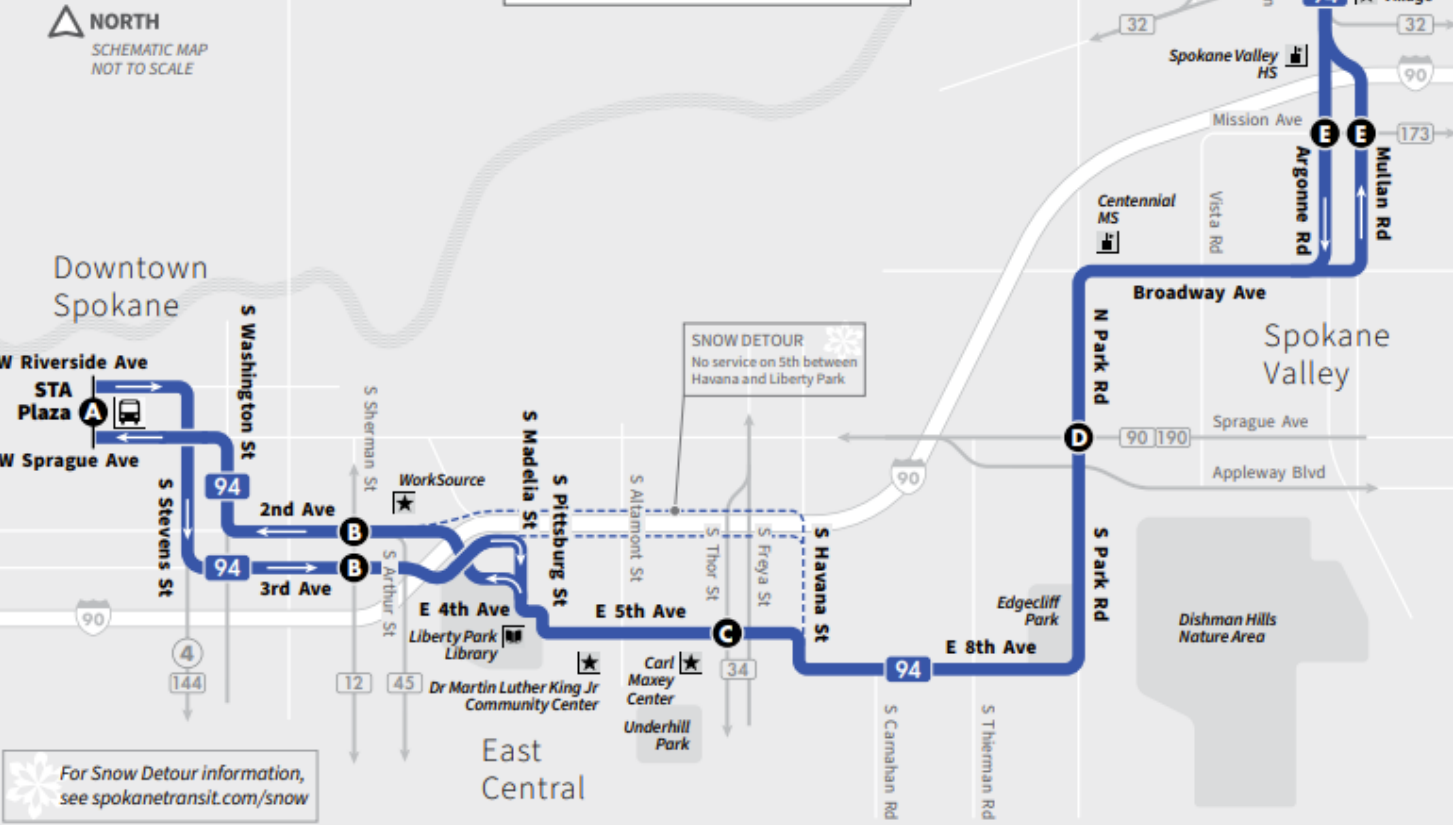 NORTH
SCHEMATIC MAP
NOT TO SCALE
94
32
32
Spokane Valley
HS
90
Mission Ave
E
E
173
Argonne Rd
Mullan Rd
Centennial
MS
Vista Rd
Downtown
Spokane
Broadway Ave
S Washington St
N Park Rd
Spokane
Valley
SNOW DETOUR
No service on 5th between
Havana and Liberty Park
W Riverside Ave
STA
Plaza
A
W Sprague Ave
S Sherman St
S Madelia St
D
90
190
Sprague Ave
Appleway Blvd
90
S Stevens St
94
WorkSource
2nd Ave
B
S Pittsburg St
S Altamont St
S Thor St
S Freya St
S Havana St
S Park Rd
94
3rd Ave
B
S Arthur St
90
E 4th Ave
E 5th Ave
C
Edgecliff
Park
Dishman Hills
Nature Area
Liberty Park
Library
E 8th Ave
94
4
144
12
45
Dr Martin Luther King Jr
Community Center
Carl
Maxey
Center
34
Underhill
Park
S Carnahan Rd
S Thierman Rd
East
Central
For Snow Detour information,
see spokanetransit.com/snow